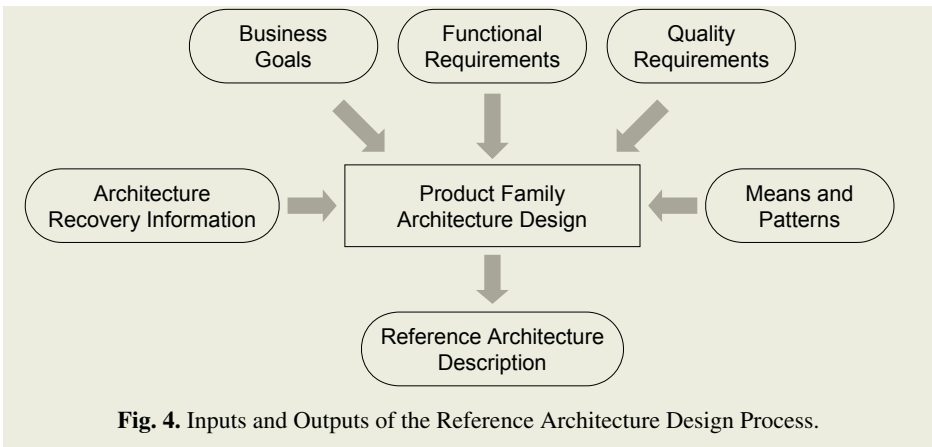 Business
Goals
Functional
Requirements
Quality
Requirements
Architecture
Recovery Information
Product Family
Architecture Design
Means and
Patterns
Reference Architecture
Description
Fig. 4. Inputs and Outputs of the Reference Architecture Design Process.